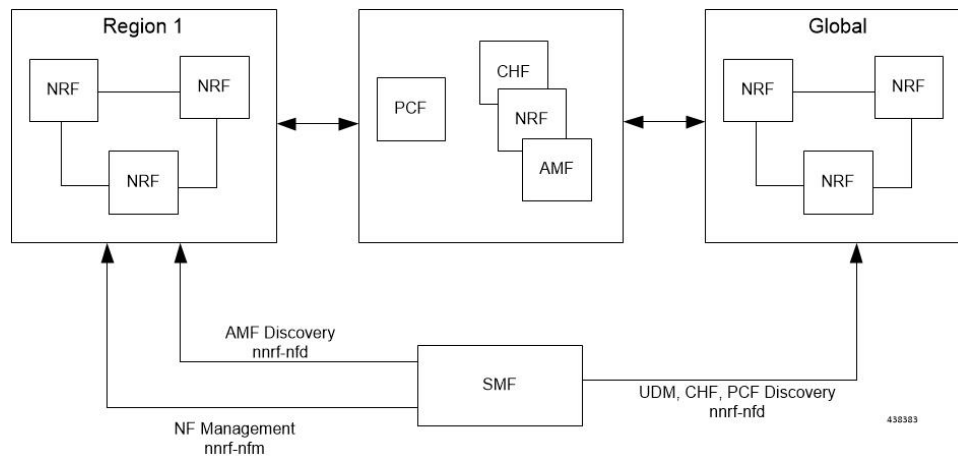 Region 1
NRF
NRF
NRF
PCF
CHF
NRF
AMF
Global
NRF
NRF
NRF
AMF Discovery
nnrf-nfd
SMF
UDM, CHF, PCF Discovery
nnrf-nfd
NF Management
nnrf-nfm
438383